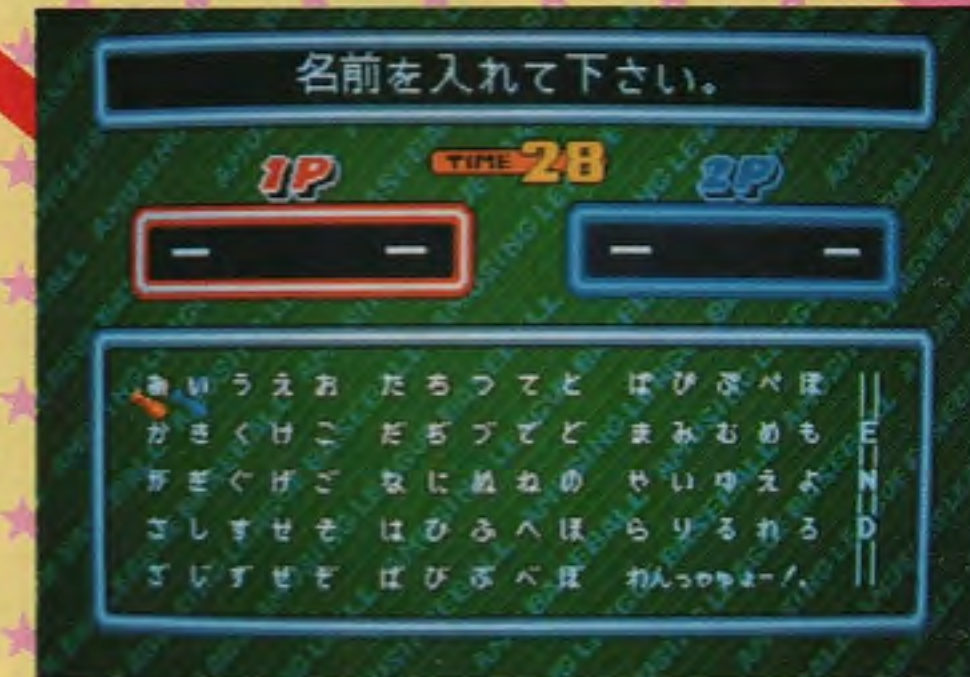 名前を入れて下さい。
1P TIME 28 2P
あいうえお たちつてと ぱぴぷぺぽ
かきくけこ だぢづでど まみむめも
がぎぐげご なにぬねの やいゆえよ
さしすせそ はひふへほ らりるれろ
ざじずぜぞ ばびぶべぼ わんっゃゅょー!、
END